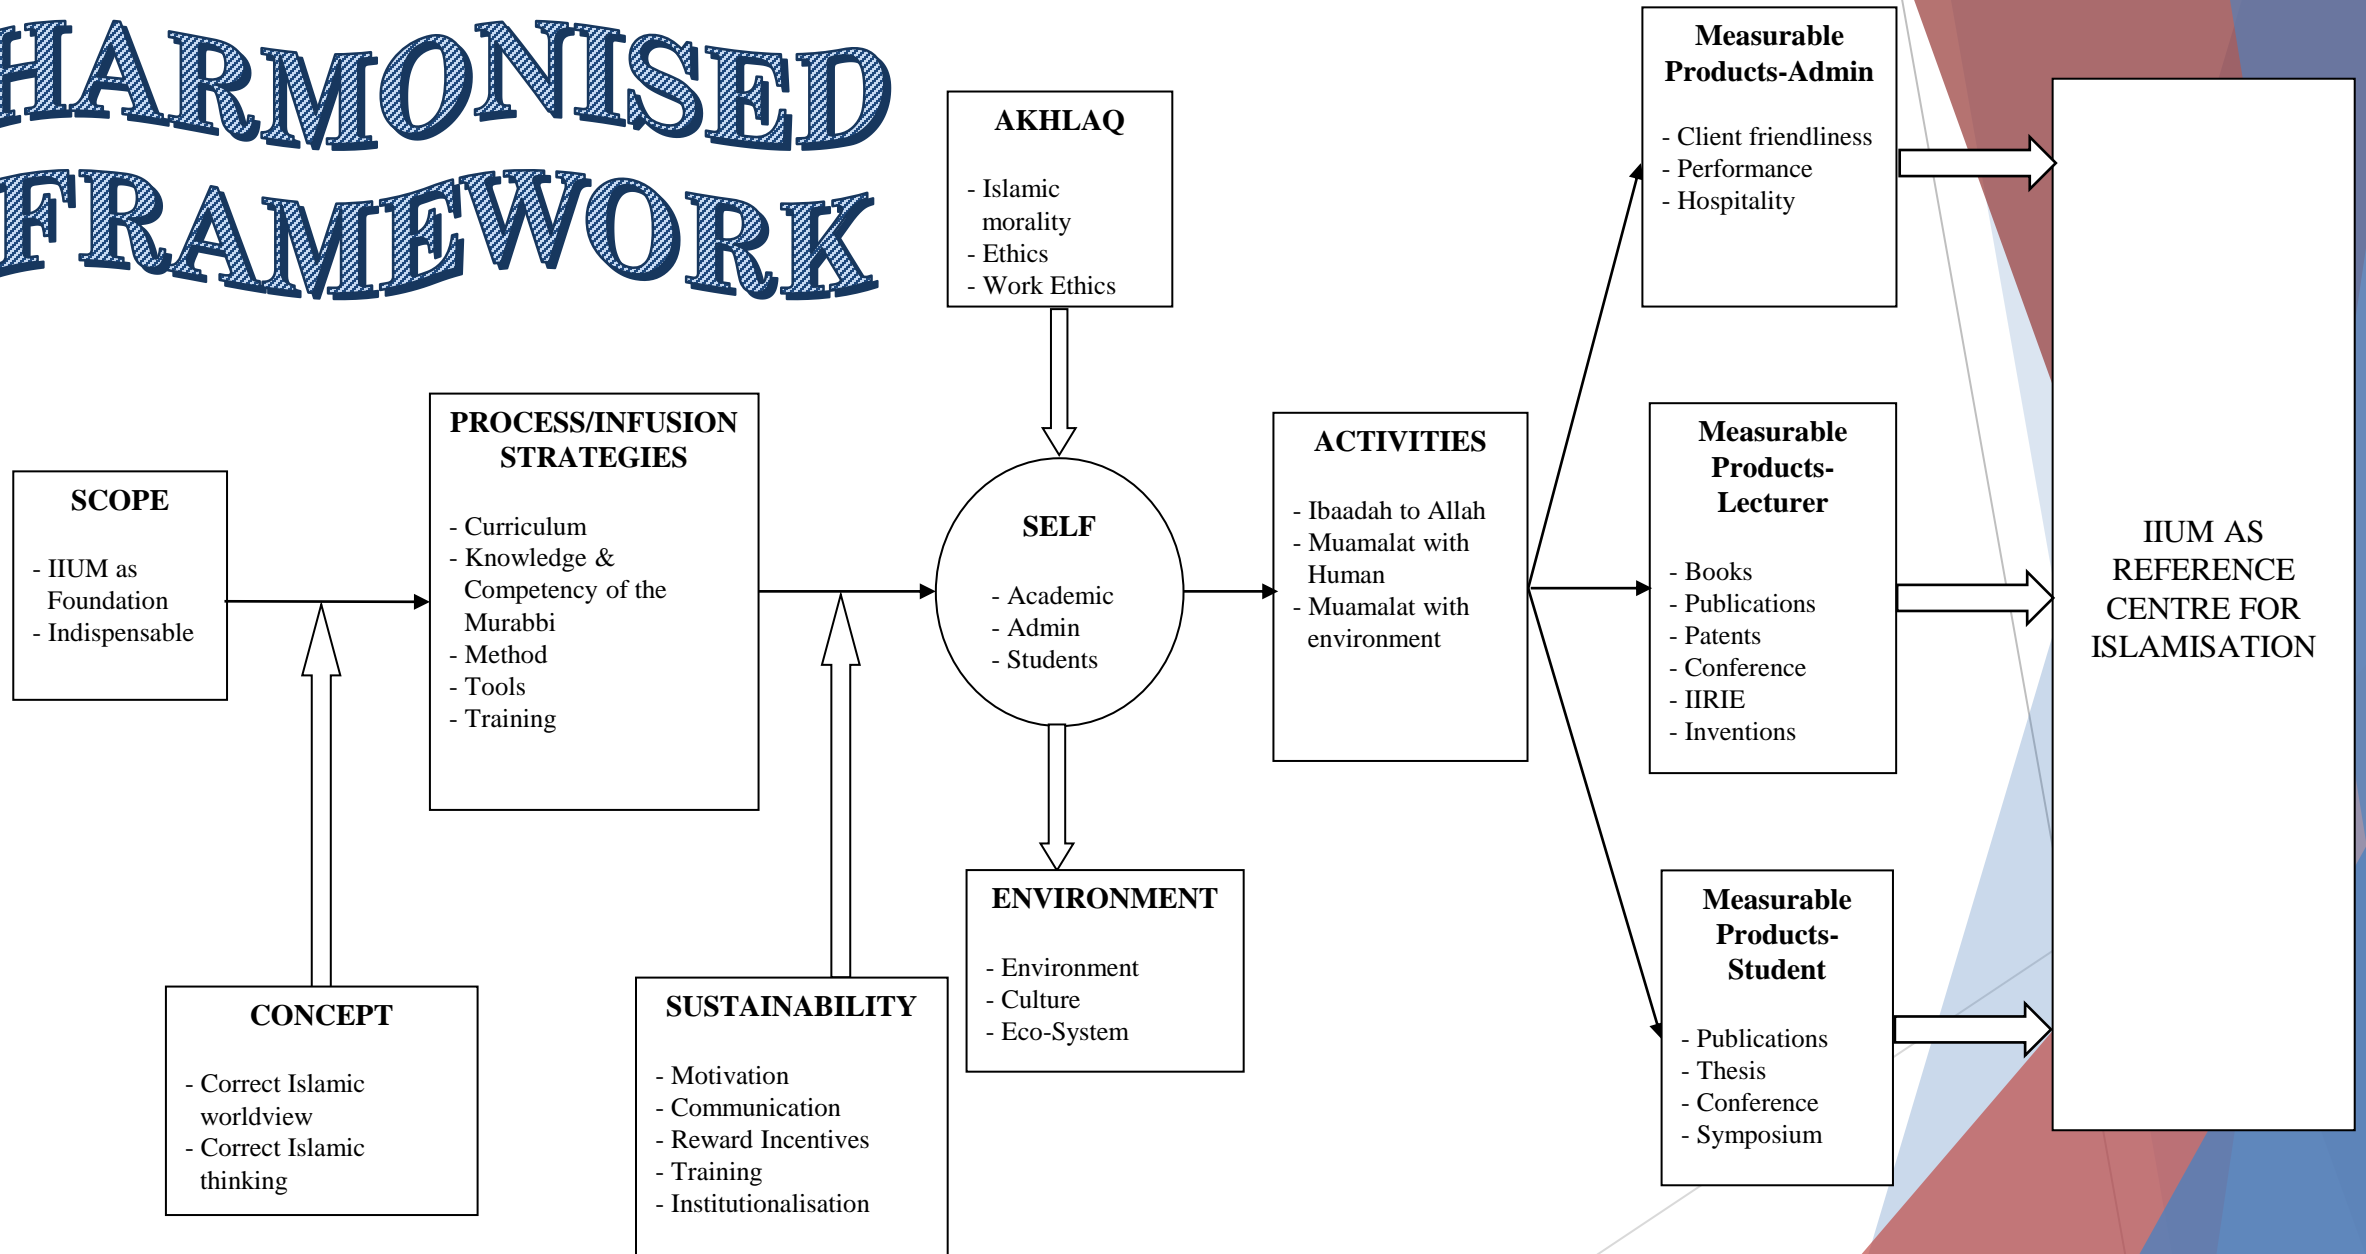 HARMONISED
FRAMEWORK
SCOPE
- IIUM as
Foundation
- Indispensable
CONCEPT
- Correct Islamic
worldview
- Correct Islamic
thinking
PROCESS/INFUSION
STRATEGIES
- Curriculum
- Knowledge &
Competency of the
Murabbi
- Method
- Tools
- Training
SUSTAINABILITY
- Motivation
- Communication
- Reward Incentives
- Training
- Institutionalisation
AKHLAQ
- Islamic
morality
- Ethics
- Work Ethics
SELF
- Academic
- Admin
- Students
ENVIRONMENT
- Environment
- Culture
- Eco-System
ACTIVITIES
- Ibaadah to Allah
- Muamalat with
Human
- Muamalat with
environment
Measurable
Products-Admin
- Client friendliness
- Performance
- Hospitality
Measurable
Products-
Lecturer
- Books
- Publications
- Patents
- Conference
- IIRIE
- Inventions
Measurable
Products-
Student
- Publications
- Thesis
- Conference
- Symposium
IIUM AS
REFERENCE
CENTRE FOR
ISLAMISATION